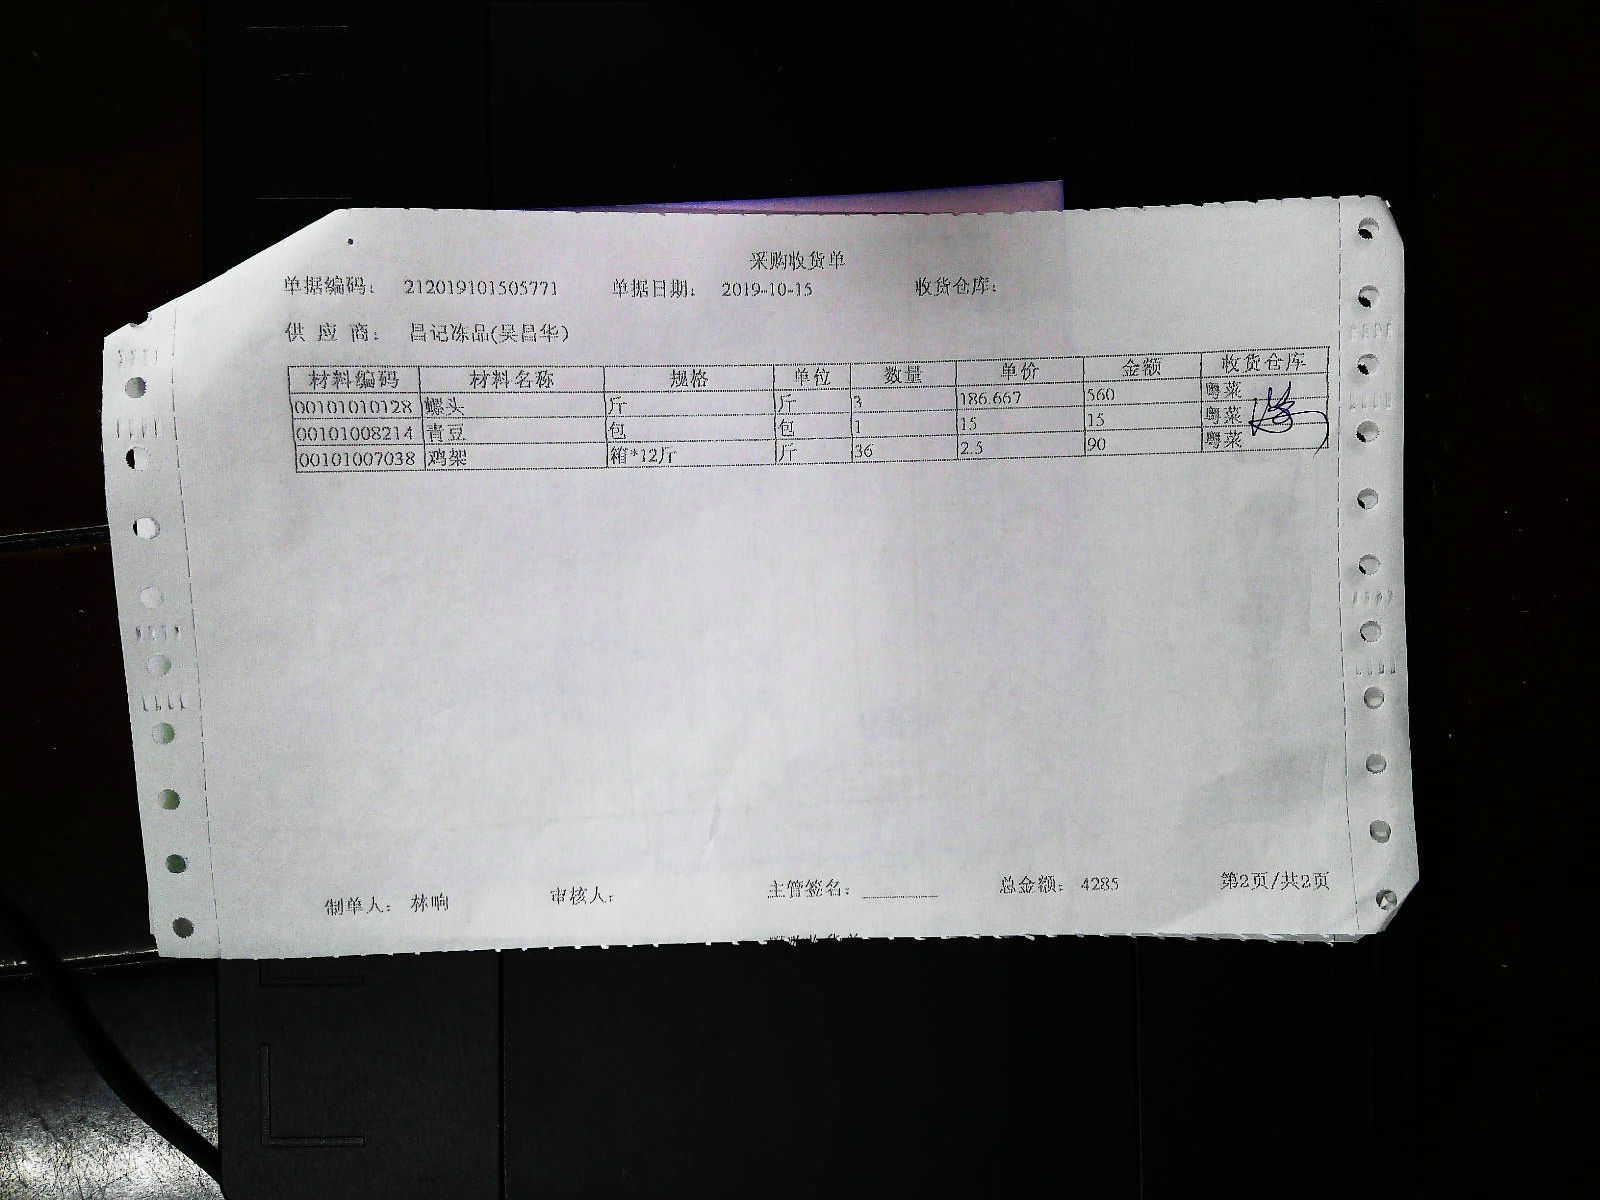 采购收货单
单据编码： 212019101505771 单据日期： 2019-10-15 收货仓库：
供应商： 昌记冻品(吴昌华)
材料编码 材料名称 规格 单位 数量 单价 金额 收货仓库
00101010128 螺头 斤 斤 3 186.667 560 粤菜
00101008214 青豆 包 包 1 15 15 粤菜
00101007038 鸡架 箱*12斤 斤 36 2.5 90 粤菜
制单人： 林响 审核人： 主管签名：________ 总金额： 4285 第2页/共2页